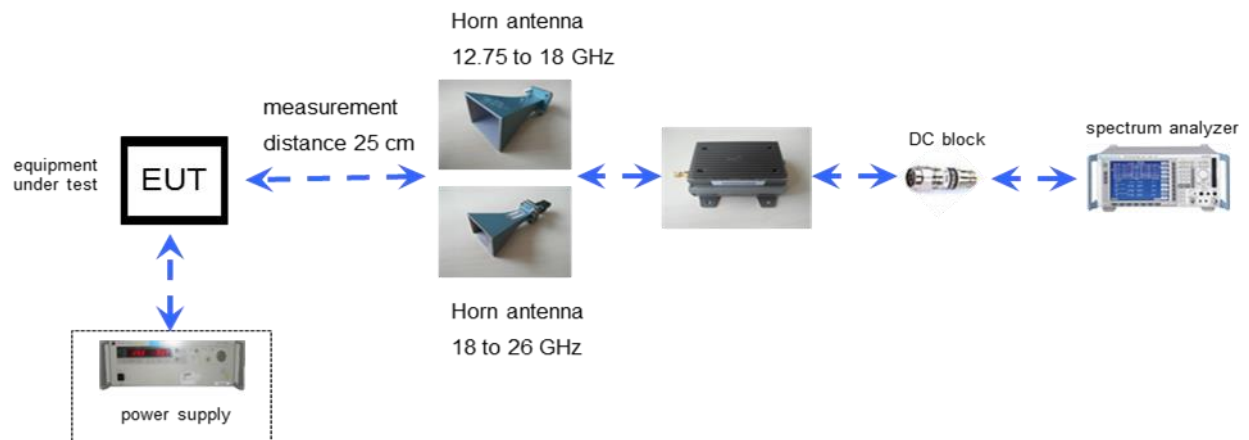 Horn antenna
12.75 to 18 GHz
measurement
distance 25 cm
equipment
under test
EUT
DC block
spectrum analyzer
Horn antenna
18 to 26 GHz
power supply